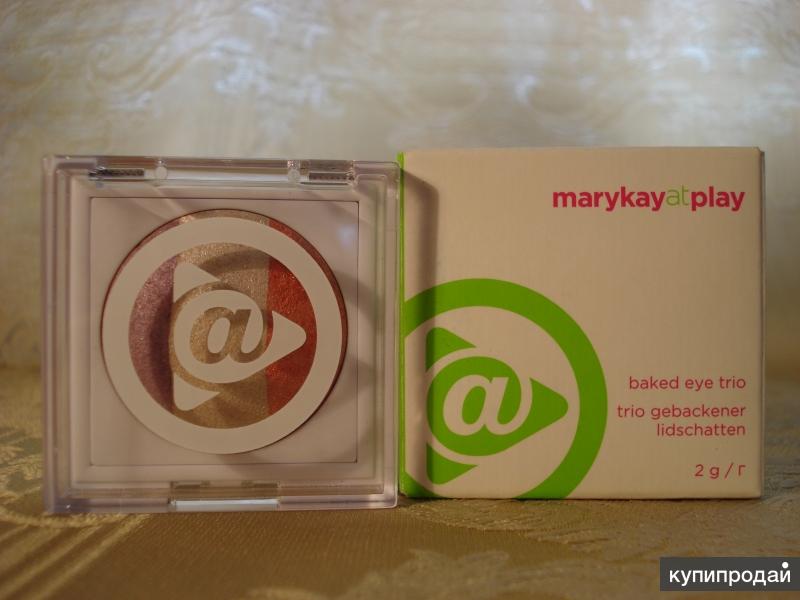 @
marykayatplay
@
baked eye trio
trio gebackener
lidschatten
2 g / г
купипродай